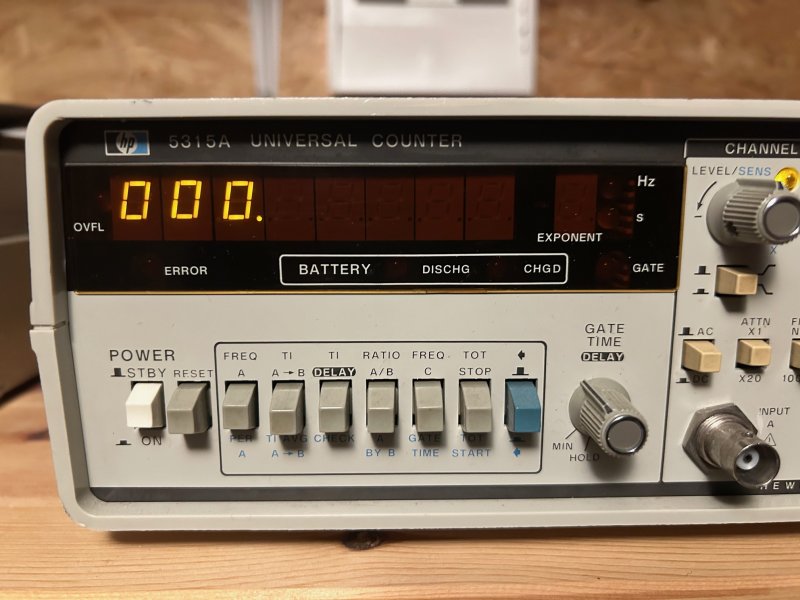 hp 5315A UNIVERSAL COUNTER
CHANNEL
LEVEL/SENS
000.
Hz
s
OVFL
EXPONENT
ERROR
BATTERY DISCHG CHGD
GATE
POWER
STBY RESET
ON
FREQ A
TI A→B
TI DELAY
RATIO A/B
FREQ C
TOT STOP
PER A
TI AVG A→B
CHECK
A BY B
GATE TIME
TOT START
GATE
TIME
DELAY
MIN
HOLD
AC
DC
ATTN
X1
X20
INPUT
A